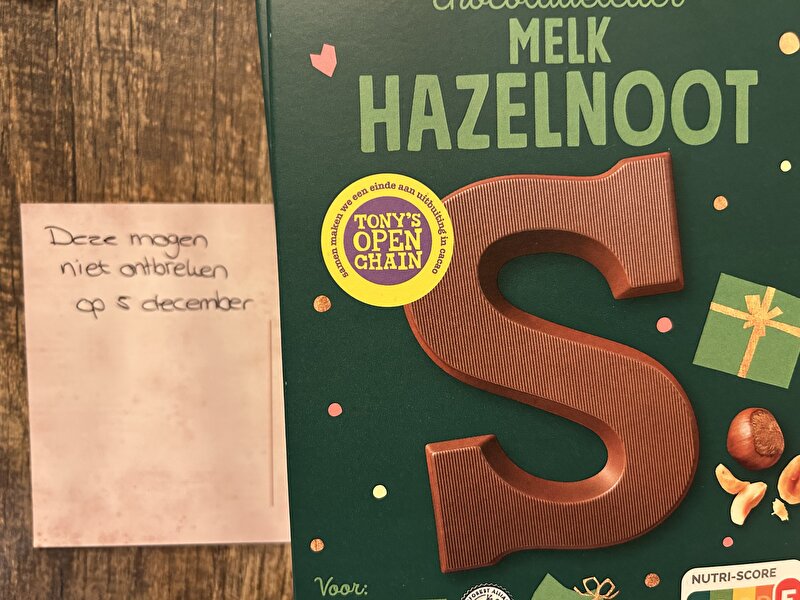 chocoladeletter
MELK
HAZELNOOT
samen maken we een einde aan uitbuiting in cacao
TONY'S
OPEN
CHAIN
Deze mogen
niet ontbreken
op 5 december
S
Voor:
NUTRI-SCORE
E